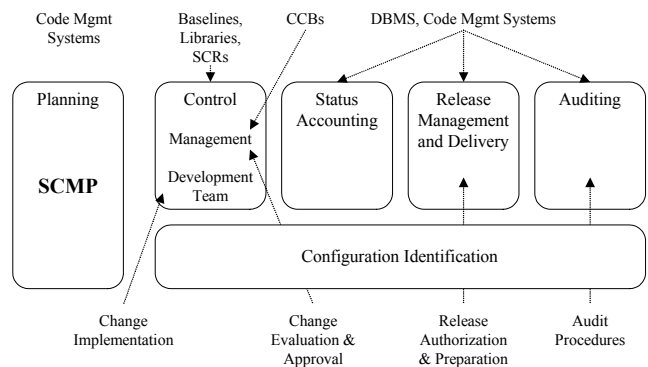 Code Mgmt
Systems
Baselines,
Libraries,
SCRs
CCBs
DBMS, Code Mgmt Systems
Planning
SCMP
Control
Management
Development
Team
Status
Accounting
Release
Management
and Delivery
Auditing
Configuration Identification
Change
Implementation
Change
Evaluation &
Approval
Release
Authorization
& Preparation
Audit
Procedures